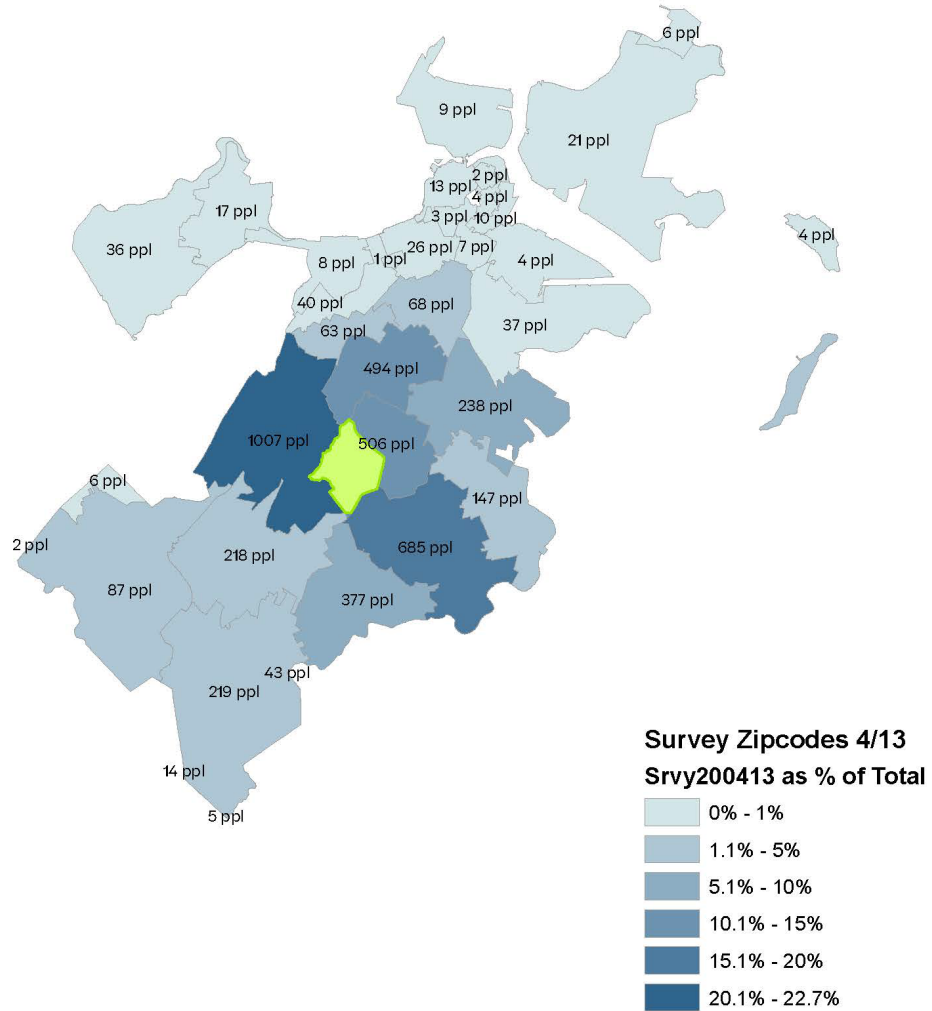 6 ppl
9 ppl
21 ppl
2 ppl
13 ppl
4 ppl
17 ppl
3 ppl
10 ppl
4 ppl
36 ppl
26 ppl
7 ppl
8 ppl
1 ppl
4 ppl
40 ppl
68 ppl
63 ppl
37 ppl
494 ppl
238 ppl
1007 ppl
506 ppl
6 ppl
147 ppl
2 ppl
685 ppl
218 ppl
87 ppl
377 ppl
43 ppl
219 ppl
14 ppl
5 ppl
Survey Zipcodes 4/13
Srvy200413 as % of Total
0% - 1%
1.1% - 5%
5.1% - 10%
10.1% - 15%
15.1% - 20%
20.1% - 22.7%